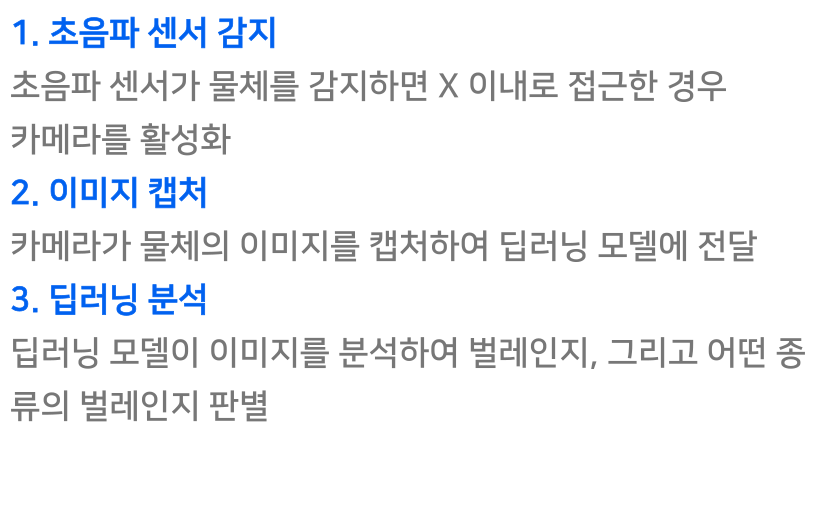 1. 초음파 센서 감지
초음파 센서가 물체를 감지하면 X 이내로 접근한 경우
카메라를 활성화
2. 이미지 캡처
카메라가 물체의 이미지를 캡처하여 딥러닝 모델에 전달
3. 딥러닝 분석
딥러닝 모델이 이미지를 분석하여 벌레인지, 그리고 어떤 종
류의 벌레인지 판별